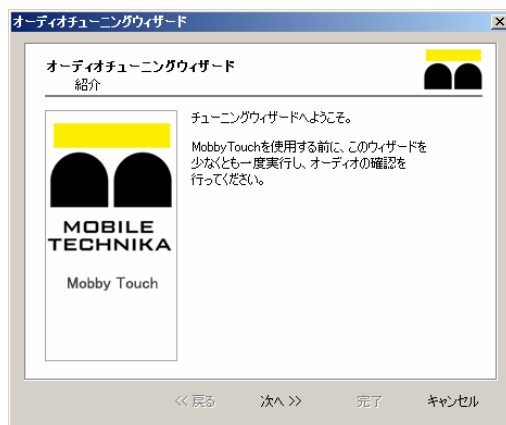 オーディオチューニングウィザード
オーディオチューニングウィザード
紹介
チューニングウィザードへようこそ。
MobbyTouchを使用する前に、このウィザードを
少なくとも一度実行し、オーディオの確認を
行ってください。
MOBILE
TECHNIKA
Mobby Touch
<< 戻る
次へ >>
完了
キャンセル